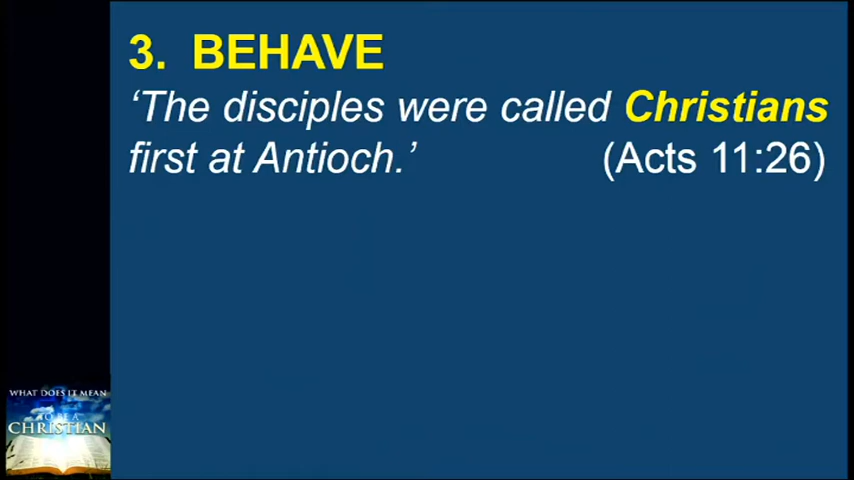 3. BEHAVE
‘The disciples were called Christians
first at Antioch.’ (Acts 11:26)
WHAT DOES IT MEAN
TO BE A
CHRISTIAN